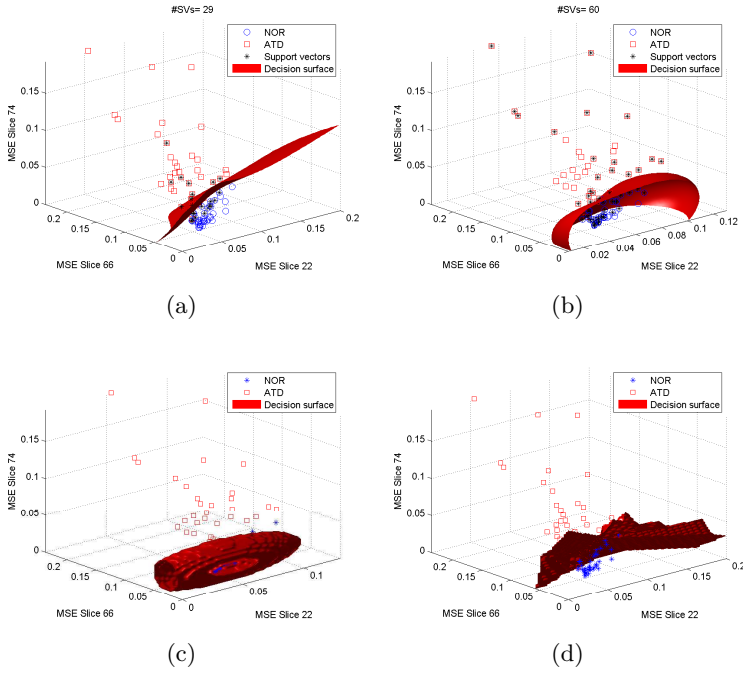 #SVs= 29
NOR
ATD
Support vectors
Decision surface
MSE Slice 74
0.15
0.1
0.05
0
0.2
0.15
0.1
0.05
0
MSE Slice 66
0
0.05
0.1
0.15
0.2
MSE Slice 22
(a)
#SVs= 60
NOR
ATD
Support vectors
Decision surface
MSE Slice 74
0.15
0.1
0.05
0
0.2
0.15
0.1
0.05
0
MSE Slice 66
0.02
0.04
0.06
0.08
0.1
0.12
MSE Slice 22
(b)
NOR
ATD
Decision surface
MSE Slice 74
0.15
0.1
0.05
0
0.2
0.15
0.1
0.05
0
MSE Slice 66
0
0.05
0.1
MSE Slice 22
(c)
NOR
ATD
Decision surface
MSE Slice 74
0.15
0.1
0.05
0
0.2
0.15
0.1
0.05
0
MSE Slice 66
0
0.05
0.1
0.15
0.2
MSE Slice 22
(d)